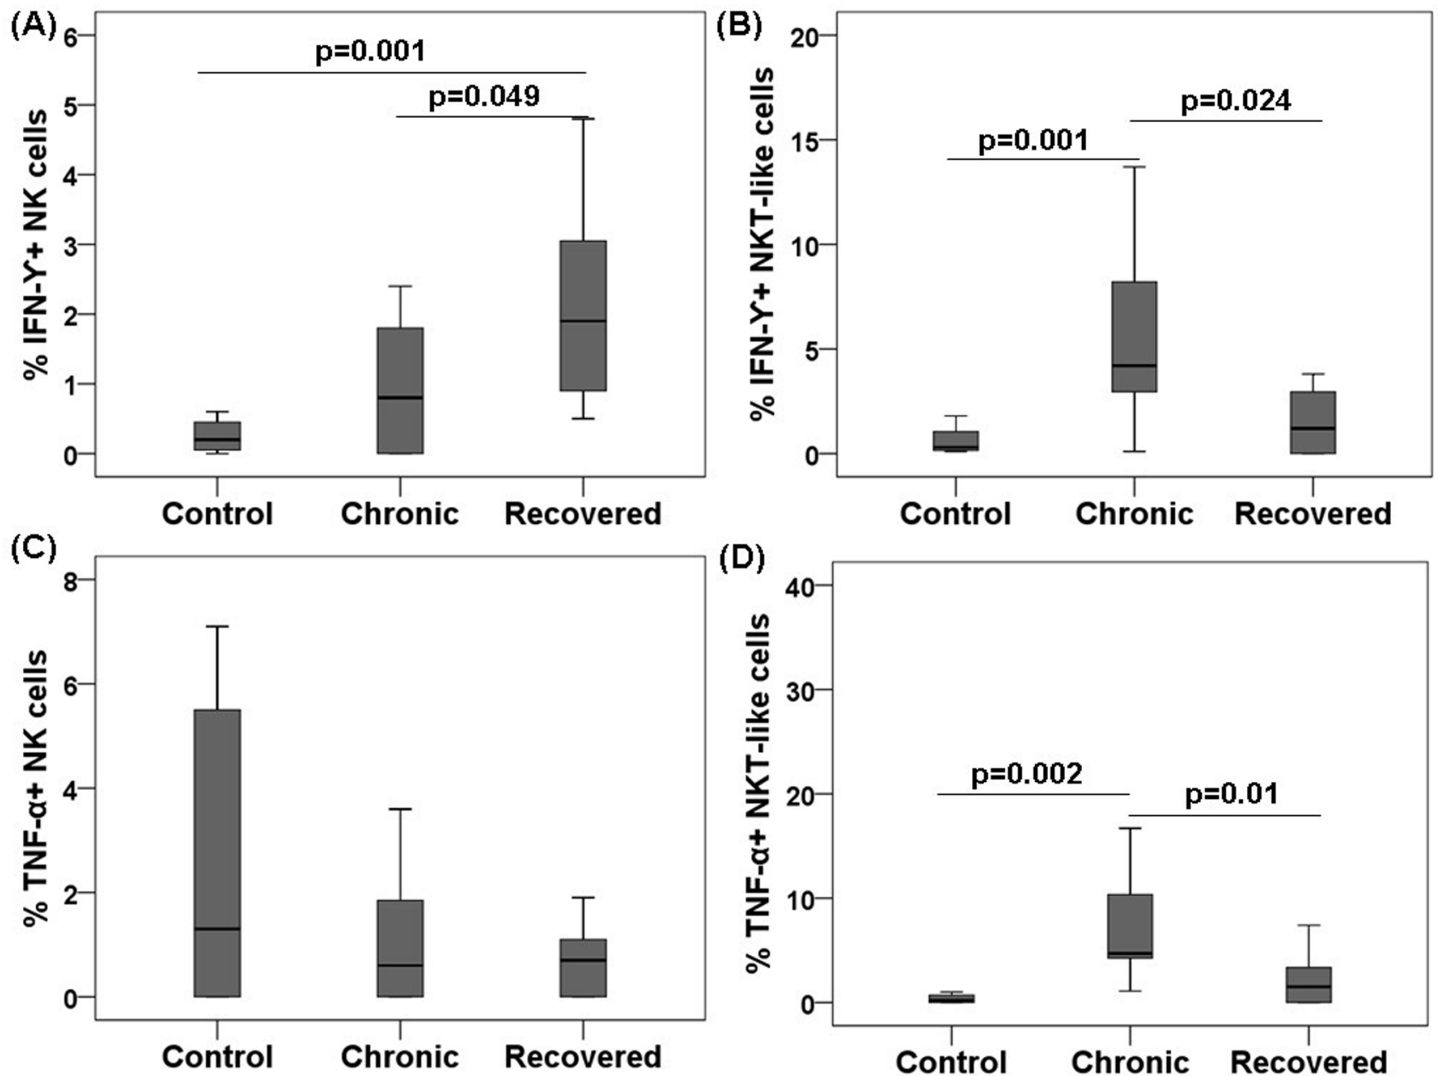 (A)
% IFN-ϒ+ NK cells
6
5
4
3
2
1
0
p=0.001
p=0.049
Control
Chronic
Recovered
(B)
% IFN-ϒ+ NKT-like cells
20
15
10
5
0
p=0.001
p=0.024
Control
Chronic
Recovered
(C)
% TNF-α+ NK cells
8
6
4
2
0
Control
Chronic
Recovered
(D)
% TNF-α+ NKT-like cells
40
30
20
10
0
p=0.002
p=0.01
Control
Chronic
Recovered